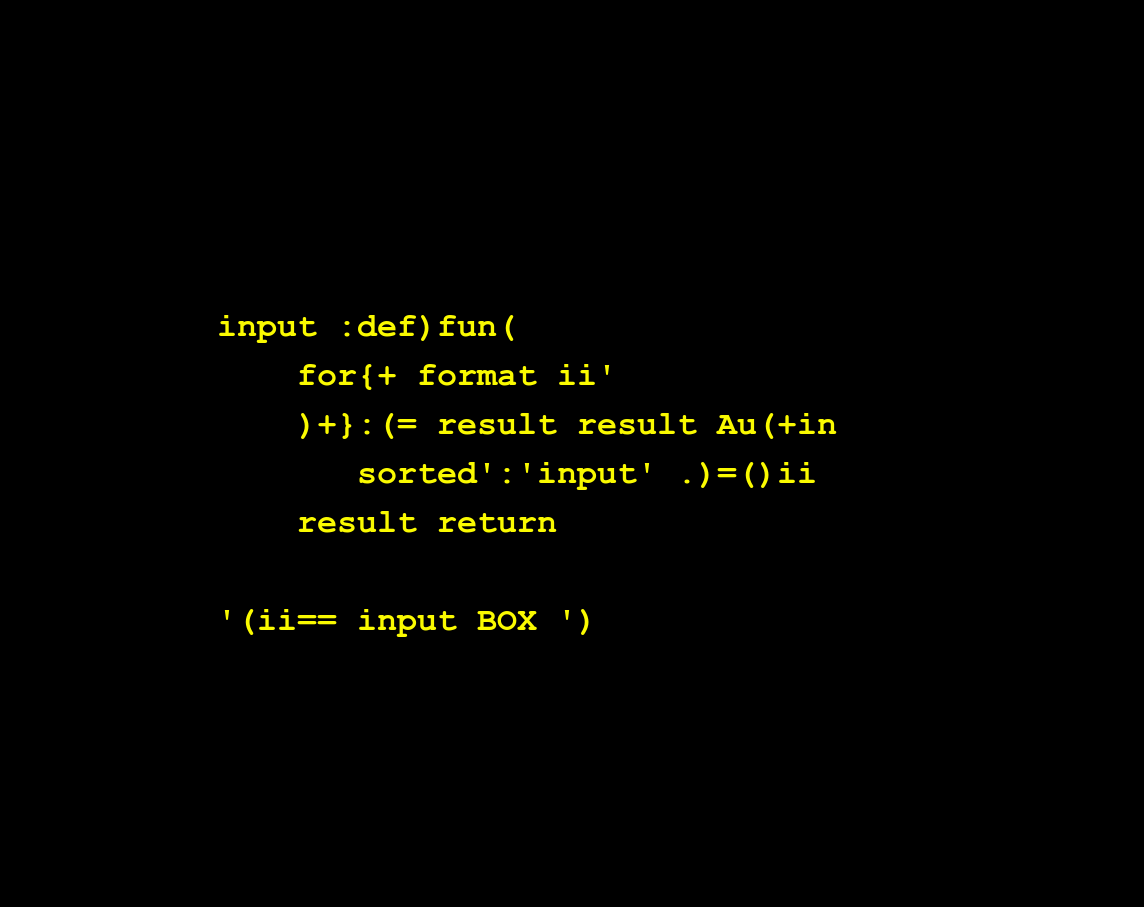 input :def)fun(
for{+ format ii'
)+}:(= result result Au(+in
sorted':'input' .)=()ii
result return
'(ii== input BOX ')